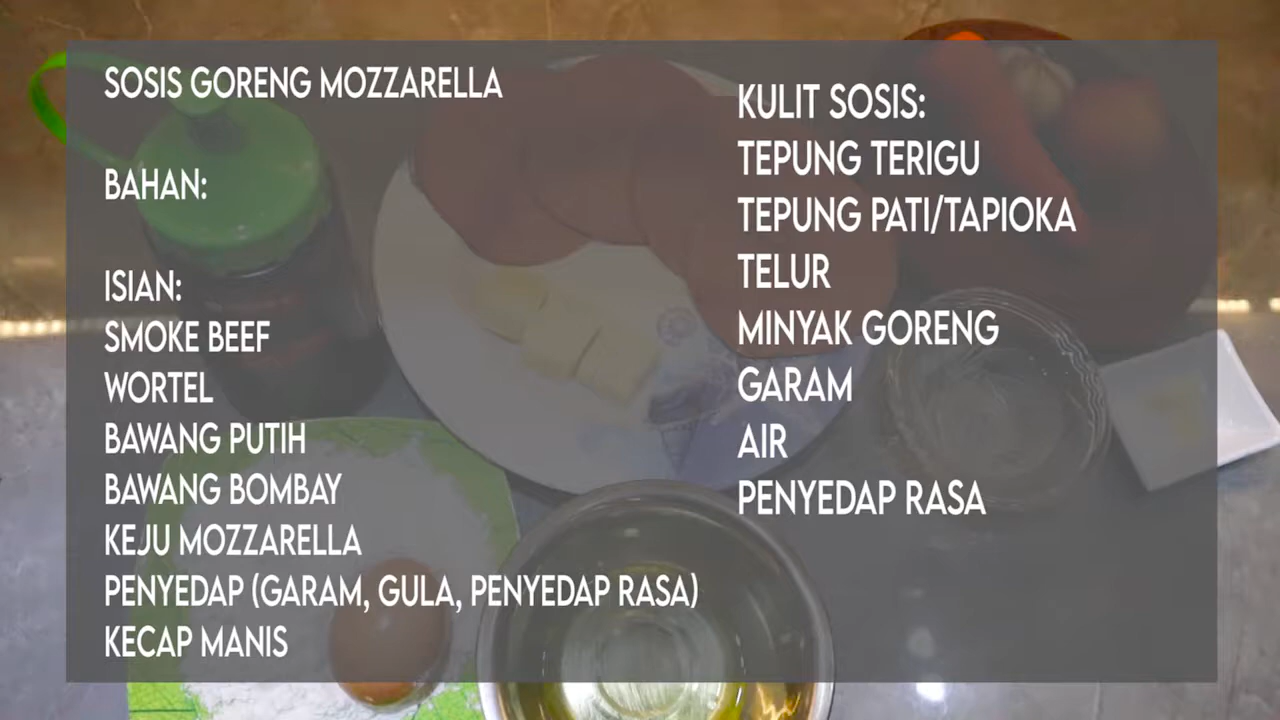 SOSIS GORENG MOZZARELLA
BAHAN:
ISIAN:
SMOKE BEEF
WORTEL
BAWANG PUTIH
BAWANG BOMBAY
KEJU MOZZARELLA
PENYEDAP (GARAM, GULA, PENYEDAP RASA)
KECAP MANIS
KULIT SOSIS:
TEPUNG TERIGU
TEPUNG PATI/TAPIOKA
TELUR
MINYAK GORENG
GARAM
AIR
PENYEDAP RASA